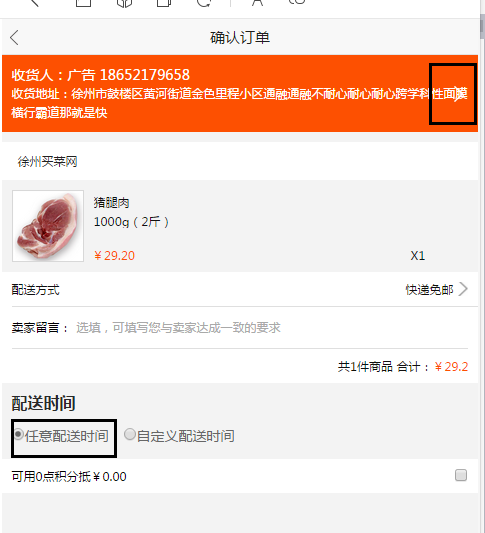 确认订单
收货人：广告 18652179658
收货地址：徐州市鼓楼区黄河街道金色里程小区通融通融不耐心耐心耐心跨学科性面膜
横行霸道那就是快
徐州买菜网
猪腿肉
1000g（2斤）
￥29.20
X1
配送方式
快递免邮
卖家留言： 选填，可填写您与卖家达成一致的要求
共1件商品 合计：￥29.2
配送时间
任意配送时间 自定义配送时间
可用0点积分抵￥0.00